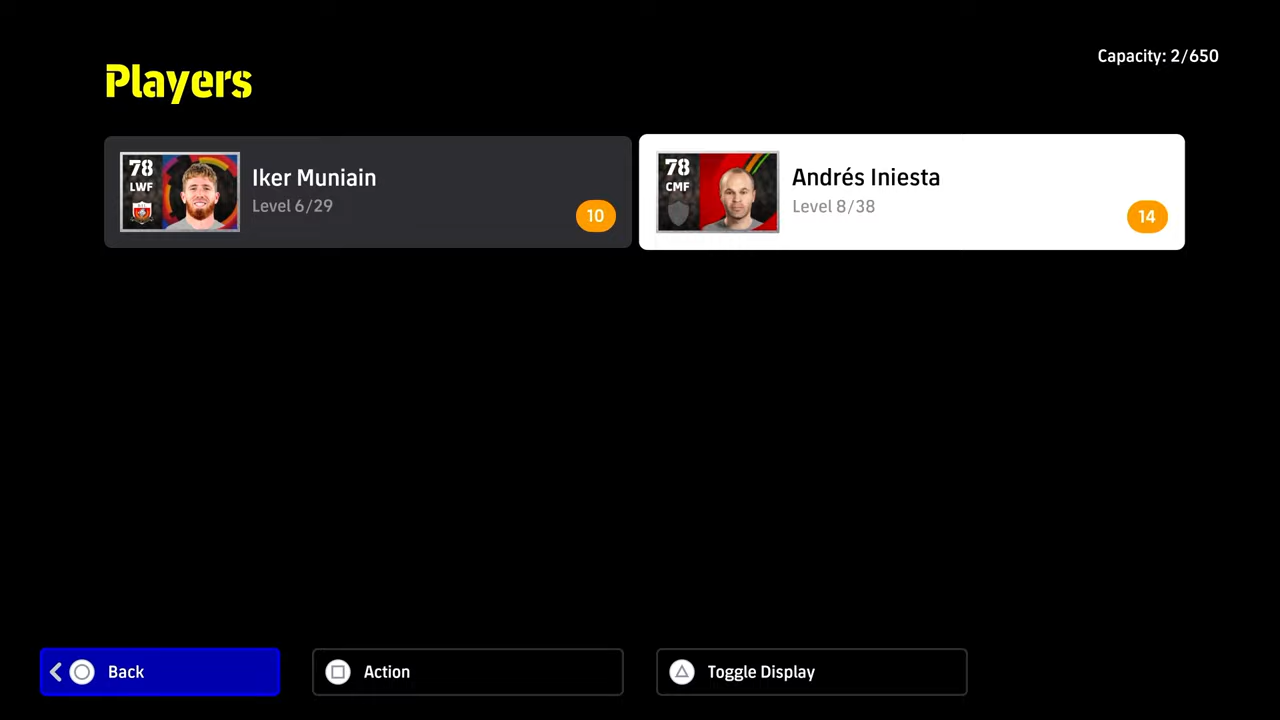 Players
Capacity: 2/650
78
LWF
Iker Muniain
Level 6/29
10
78
CMF
Andrés Iniesta
Level 8/38
14
Back
Action
Toggle Display